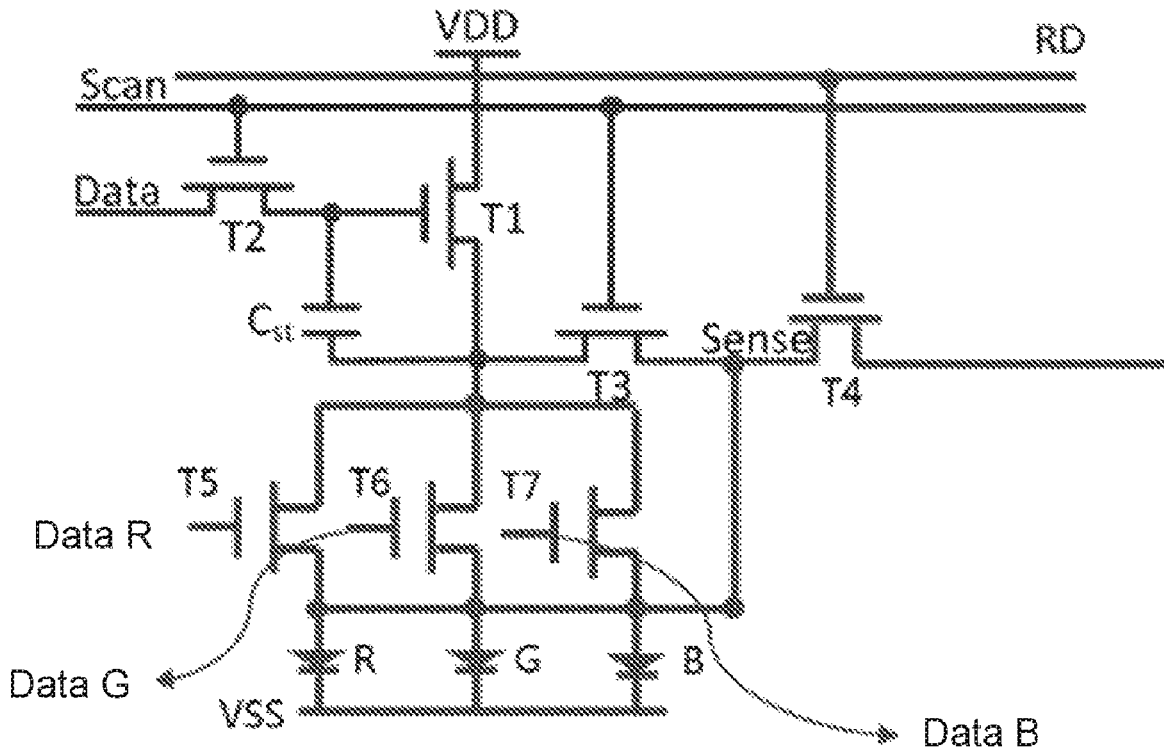 VDD
RD
Scan
Data
T2
T1
Cst
Sense
T3
T4
T5
T6
T7
Data R
R
G
B
Data G
VSS
Data B